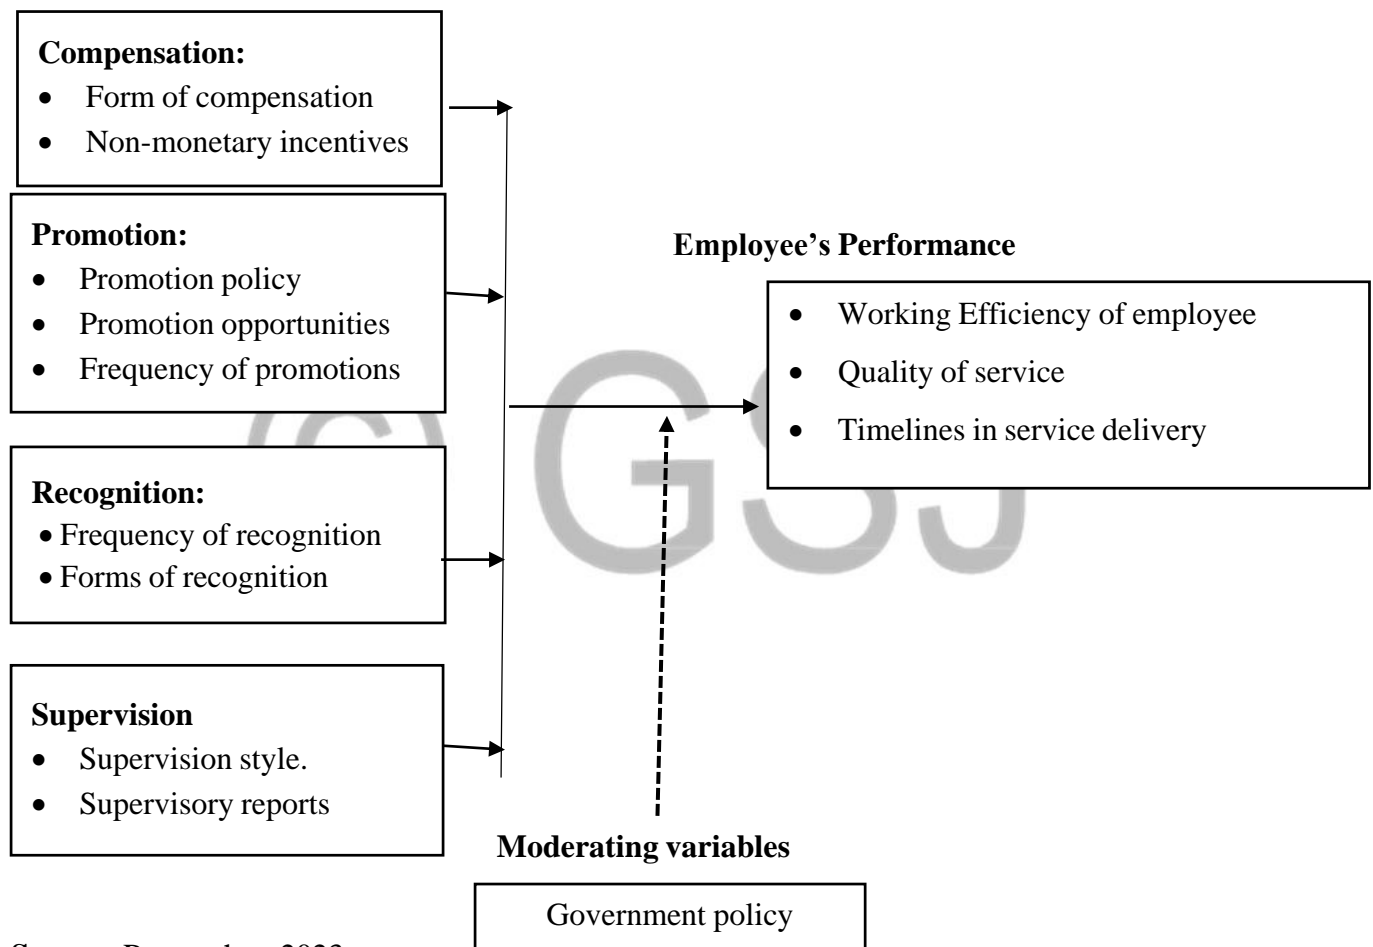 Compensation:
• Form of compensation
• Non-monetary incentives
Promotion:
• Promotion policy
• Promotion opportunities
• Frequency of promotions
Recognition:
• Frequency of recognition
• Forms of recognition
Supervision
• Supervision style.
• Supervisory reports
Employee’s Performance
• Working Efficiency of employee
• Quality of service
• Timelines in service delivery
(C) GSJ
Moderating variables
Government policy